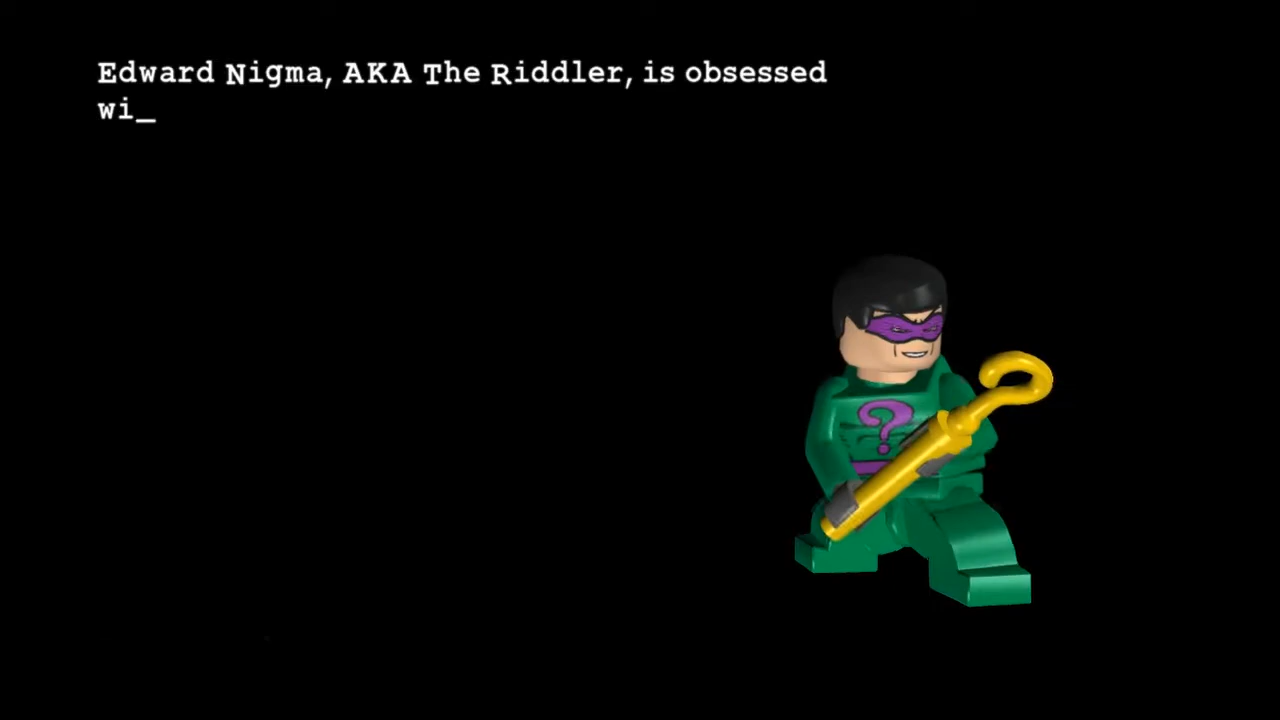 Edward Nigma, AKA The Riddler, is obsessed
wi_